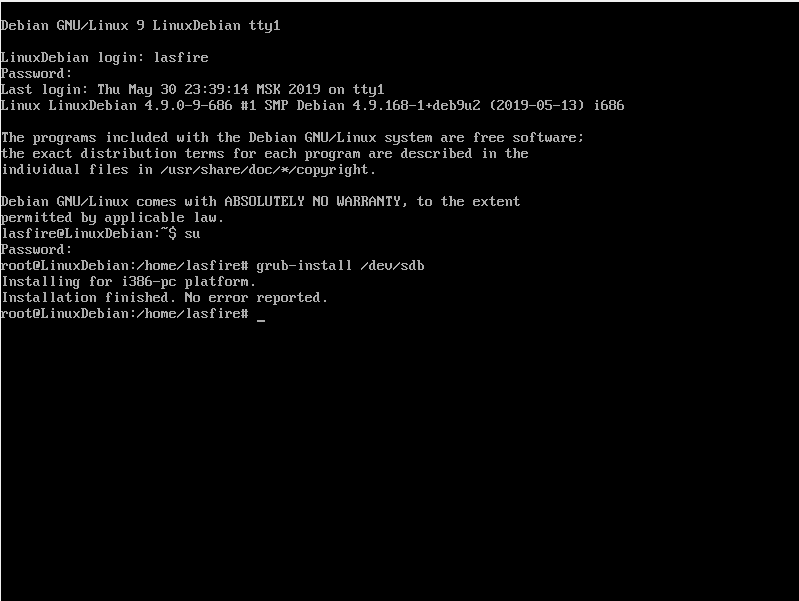 Debian GNU/Linux 9 LinuxDebian tty1
LinuxDebian login: lasfire
Password:
Last login: Thu May 30 23:39:14 MSK 2019 on tty1
Linux LinuxDebian 4.9.0-9-686 #1 SMP Debian 4.9.168-1+deb9u2 (2019-05-13) i686
The programs included with the Debian GNU/Linux system are free software;
the exact distribution terms for each program are described in the
individual files in /usr/share/doc/*/copyright.
Debian GNU/Linux comes with ABSOLUTELY NO WARRANTY, to the extent
permitted by applicable law.
lasfire@LinuxDebian:~$ su
Password:
root@LinuxDebian:/home/lasfire# grub-install /dev/sdb
Installing for i386-pc platform.
Installation finished. No error reported.
root@LinuxDebian:/home/lasfire# _